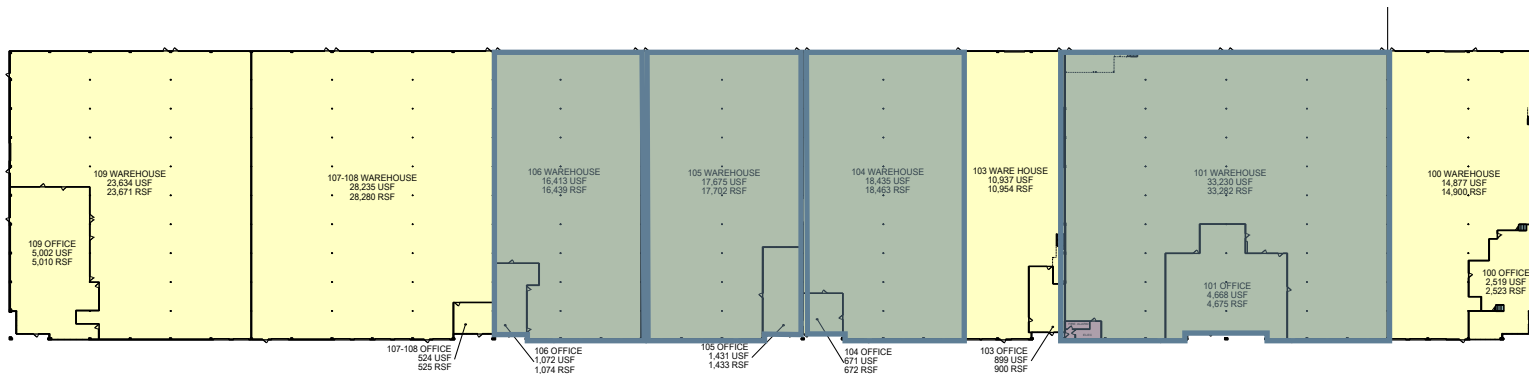 109 WAREHOUSE
23,634 USF
23,671 RSF
109 OFFICE
5,002 USF
5,010 RSF
107-108 WAREHOUSE
28,235 USF
28,280 RSF
107-108 OFFICE
524 USF
525 RSF
106 WAREHOUSE
16,413 USF
16,439 RSF
106 OFFICE
1,072 USF
1,074 RSF
105 WAREHOUSE
17,675 USF
17,702 RSF
105 OFFICE
1,431 USF
1,433 RSF
104 WAREHOUSE
18,435 USF
18,463 RSF
104 OFFICE
671 USF
672 RSF
103 WARE HOUSE
10,937 USF
10,954 RSF
103 OFFICE
899 USF
900 RSF
101 WAREHOUSE
33,230 USF
33,282 RSF
101 OFFICE
4,668 USF
4,675 RSF
100 WAREHOUSE
14,877 USF
14,900 RSF
100 OFFICE
2,519 USF
2,523 RSF